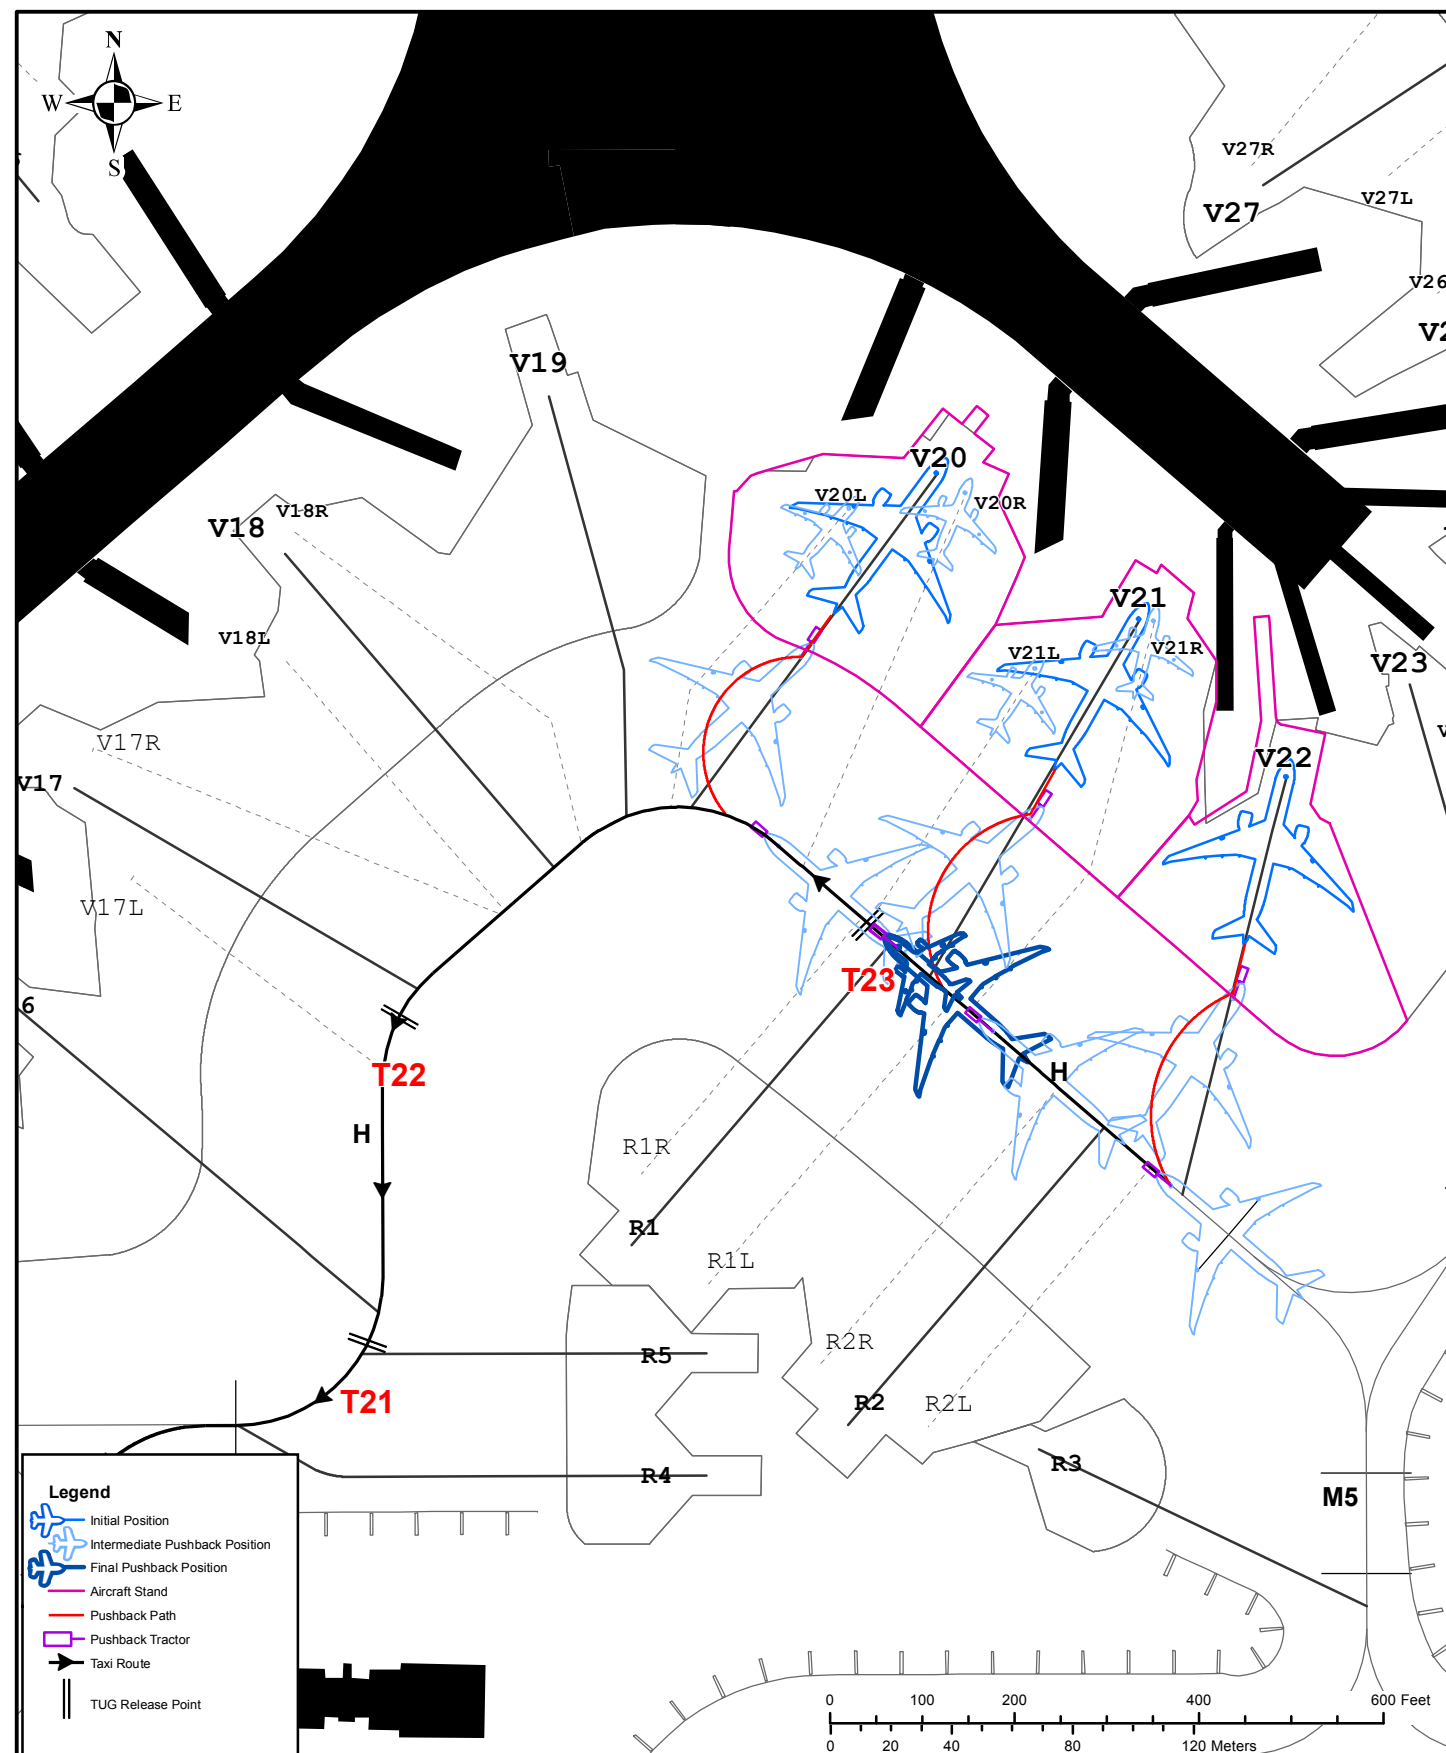 N
W E
S
V27R
V27L
V27
V26
V2
V19
V20
V20L
V20R
V18R
V18
V21
V18L
V21L
V21R
V23
V17R
V22
V17
V17L
T23
6
T22
H
H
R1R
R1
R1L
R2R
R5
T21
R2
R2L
R3
R4
M5
Legend
Initial Position
Intermediate Pushback Position
Final Pushback Position
Aircraft Stand
Pushback Path
Pushback Tractor
Taxi Route
TUG Release Point
0 100 200 400 600 Feet
0 20 40 80 120 Meters